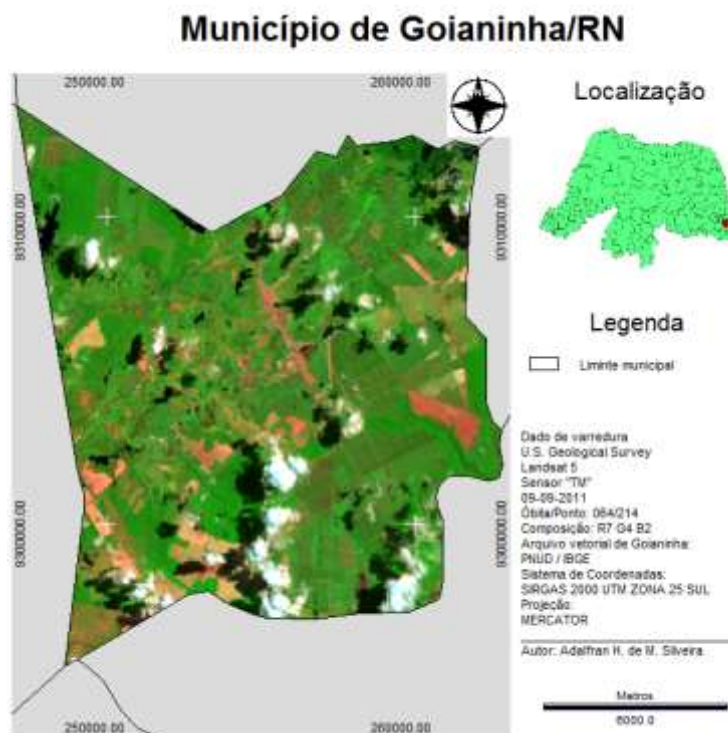 Município de Goianinha/RN
250000.00
260000.00
Localização
9310000.00
9310000.00
Legenda
Liminte municipal
Dado de varredura
U.S. Geological Survey
Landsat 5
Sensor "TM"
09-09-2011
Óbita/Ponto: 064/214
Composição: R7 G4 B2
Arquivo vetorial de Goianinha:
PNUD / IBGE
Sistema de Coordenadas:
SIRGAS 2000 UTM ZONA 25 SUL
Projeção:
MERCATOR
9300000.00
9300000.00
Autor: Adalfran H. de M. Silveira
Metros
6000.0
250000.00
260000.00